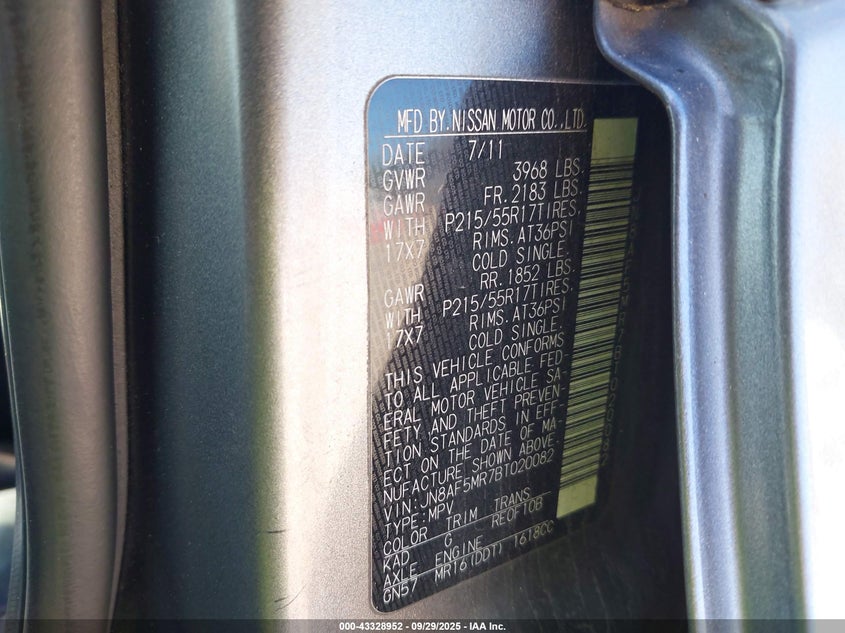 MFD BY.NISSAN MOTOR CO.,LTD.
DATE 7/11
GVWR 3968 LBS.
GAWR FR.2183 LBS.
WITH P215/55R17TIRES,
17X7 RIMS.AT36PSI
COLD SINGLE.
GAWR RR.1852 LBS.
WITH P215/55R17TIRES,
17X7 RIMS.AT36PSI
COLD SINGLE.
THIS VEHICLE CONFORMS
TO ALL APPLICABLE FED-
ERAL MOTOR VEHICLE SA-
FETY AND THEFT PREVEN-
TION STANDARDS IN EFF-
ECT ON THE DATE OF MA-
NUFACTURE SHOWN ABOVE.
VIN:JN8AF5MR7BT020082
TYPE:MPV
COLOR TRIM TRANS
KAD G RE0F10B
AXLE ENGINE
GN57 MR16(DDT) 1618CC
000-43328952 - 09/29/2025 - IAA Inc.